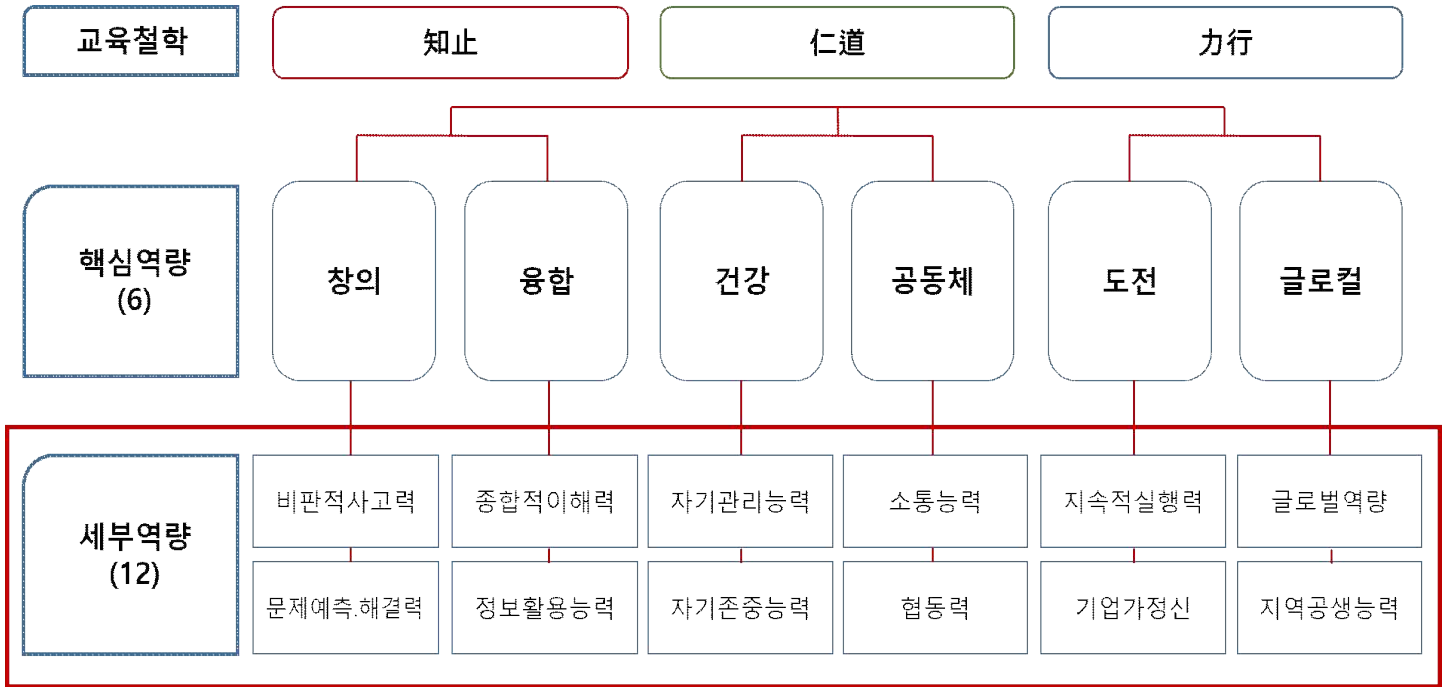 교육철학
知止
仁道
力行
핵심역량
(6)
창의
융합
건강
공동체
도전
글로컬
세부역량
(12)
비판적사고력
종합적이해력
자기관리능력
소통능력
지속적실행력
글로벌역량
문제예측.해결력
정보활용능력
자기존중능력
협동력
기업가정신
지역공생능력